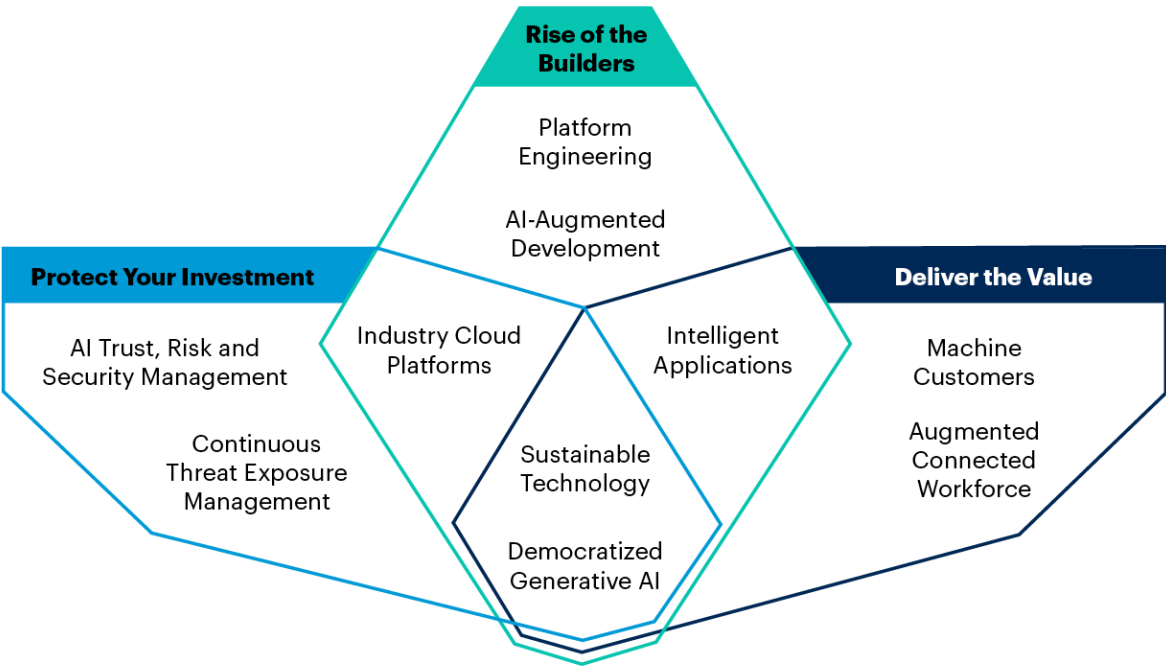 Rise of the
Builders
Platform
Engineering
AI-Augmented
Development
Protect Your Investment
AI Trust, Risk and
Security Management
Continuous
Threat Exposure
Management
Industry Cloud
Platforms
Intelligent
Applications
Sustainable
Technology
Democratized
Generative AI
Deliver the Value
Machine
Customers
Augmented
Connected
Workforce